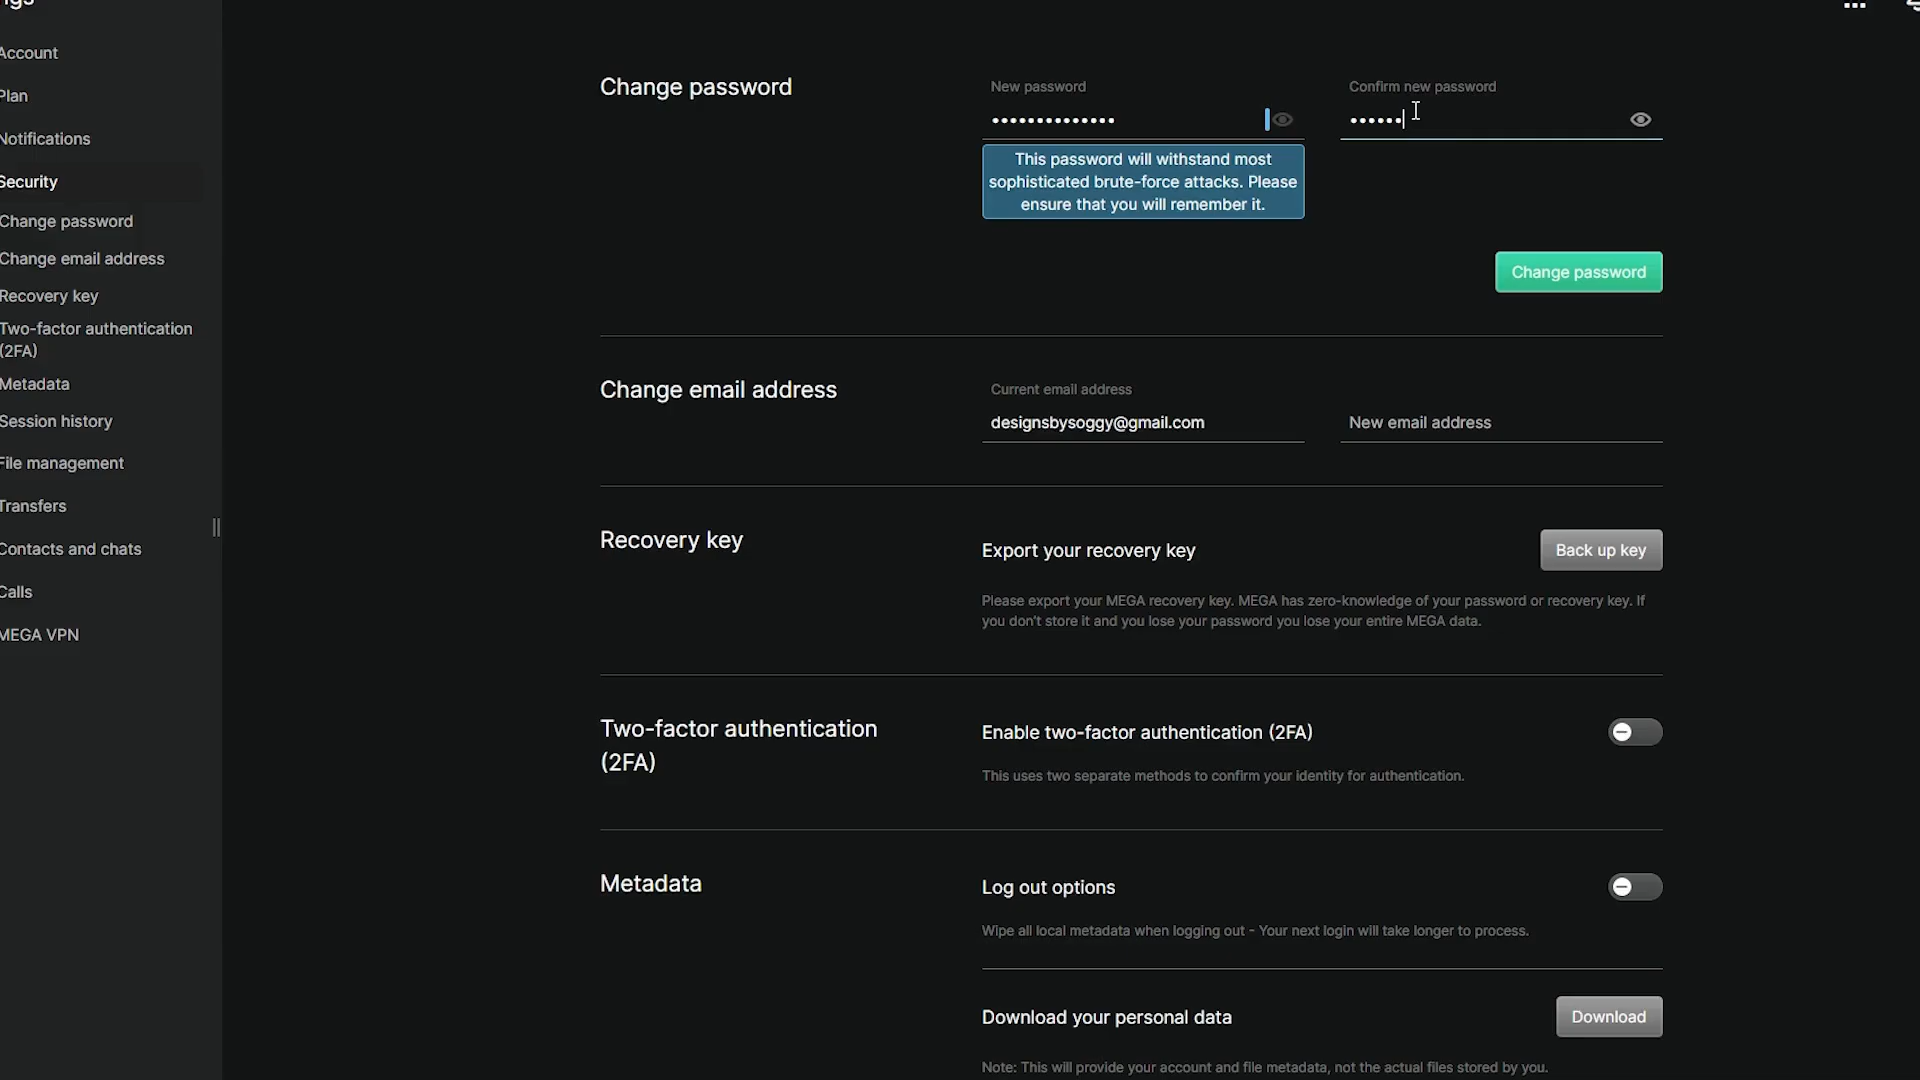 Account
Plan
Notifications
Security
Change password
Change email address
Recovery key
Two-factor authentication
(2FA)
Metadata
Session history
File management
Transfers
Contacts and chats
Calls
MEGA VPN
Change password
New password
Confirm new password
This password will withstand most
sophisticated brute-force attacks. Please
ensure that you will remember it.
Change password
Change email address
Current email address
designsbysoggy@gmail.com
New email address
Recovery key
Export your recovery key
Back up key
Please export your MEGA recovery key. MEGA has zero-knowledge of your password or recovery key. If
you don't store it and you lose your password you lose your entire MEGA data.
Two-factor authentication
(2FA)
Enable two-factor authentication (2FA)
This uses two separate methods to confirm your identity for authentication.
Metadata
Log out options
Wipe all local metadata when logging out - Your next login will take longer to process.
Download your personal data
Download
Note: This will provide your account and file metadata, not the actual files stored by you.